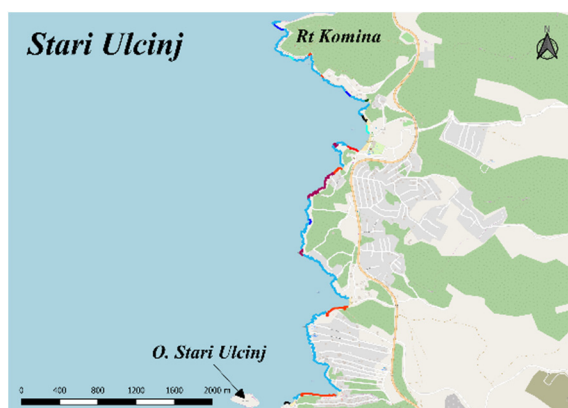 Stari Ulcinj
Rt Komina
N
O. Stari Ulcinj
0 400 800 1200 1600 2000 m